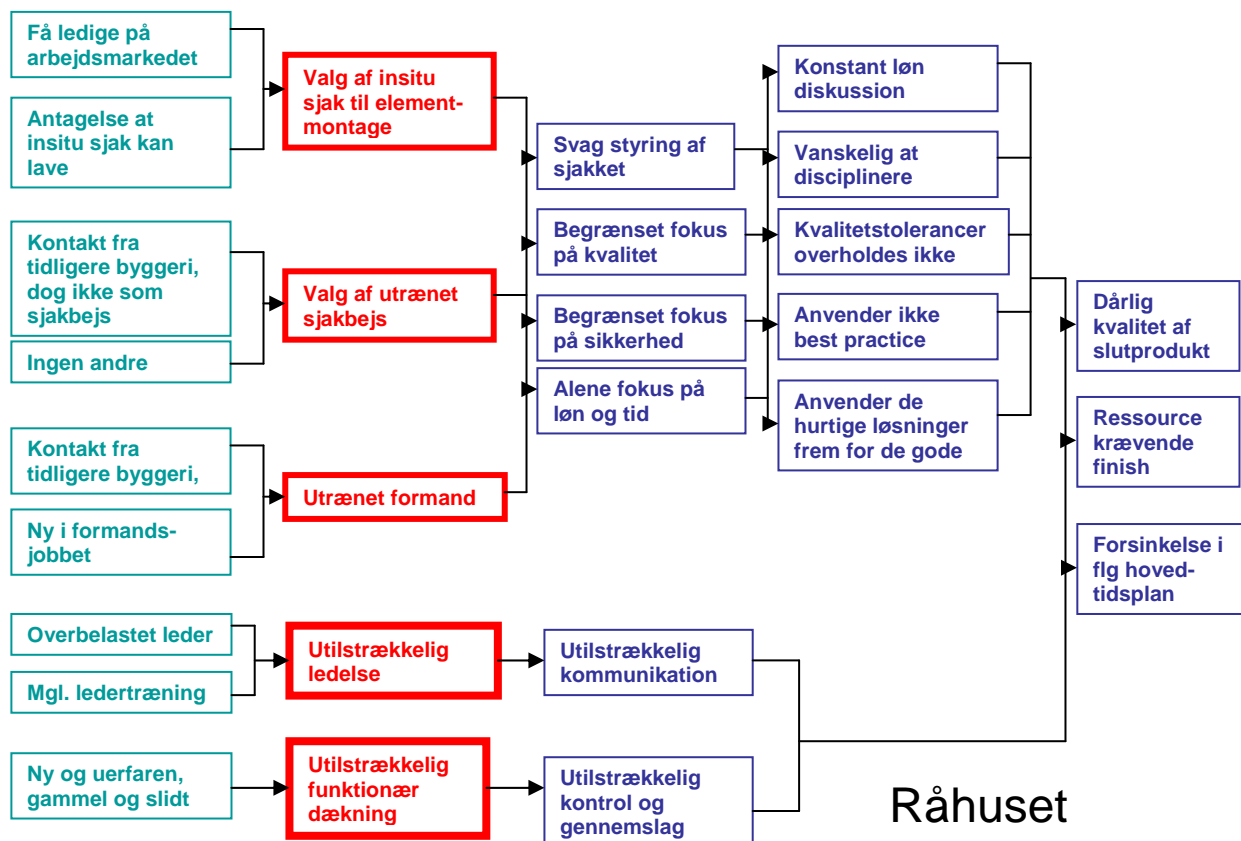 Få ledige på
arbejdsmarkedet
Antagelse at
insitu sjak kan
lave
Kontakt fra
tidligere byggeri,
dog ikke som
sjakbejs
Ingen andre
Kontakt fra
tidligere byggeri,
Ny i formands-
jobbet
Overbelastet leder
Mgl. ledertræning
Ny og uerfaren,
gammel og slidt
Valg af insitu
sjak til element-
montage
Valg af utrænet
sjakbejs
Utrænet formand
Utilstrækkelig
ledelse
Utilstrækkelig
funktionær
dækning
Svag styring af
sjakket
Begrænset fokus
på kvalitet
Begrænset fokus
på sikkerhed
Alene fokus på
løn og tid
Utilstrækkelig
kommunikation
Utilstrækkelig
kontrol og
gennemslag
Konstant løn
diskussion
Vanskelig at
disciplinere
Kvalitetstolerancer
overholdes ikke
Anvender ikke
best practice
Anvender de
hurtige løsninger
frem for de gode
Dårlig
kvalitet af
slutprodukt
Ressource
krævende
finish
Forsinkelse i
flg hoved-
tidsplan
Råhuset